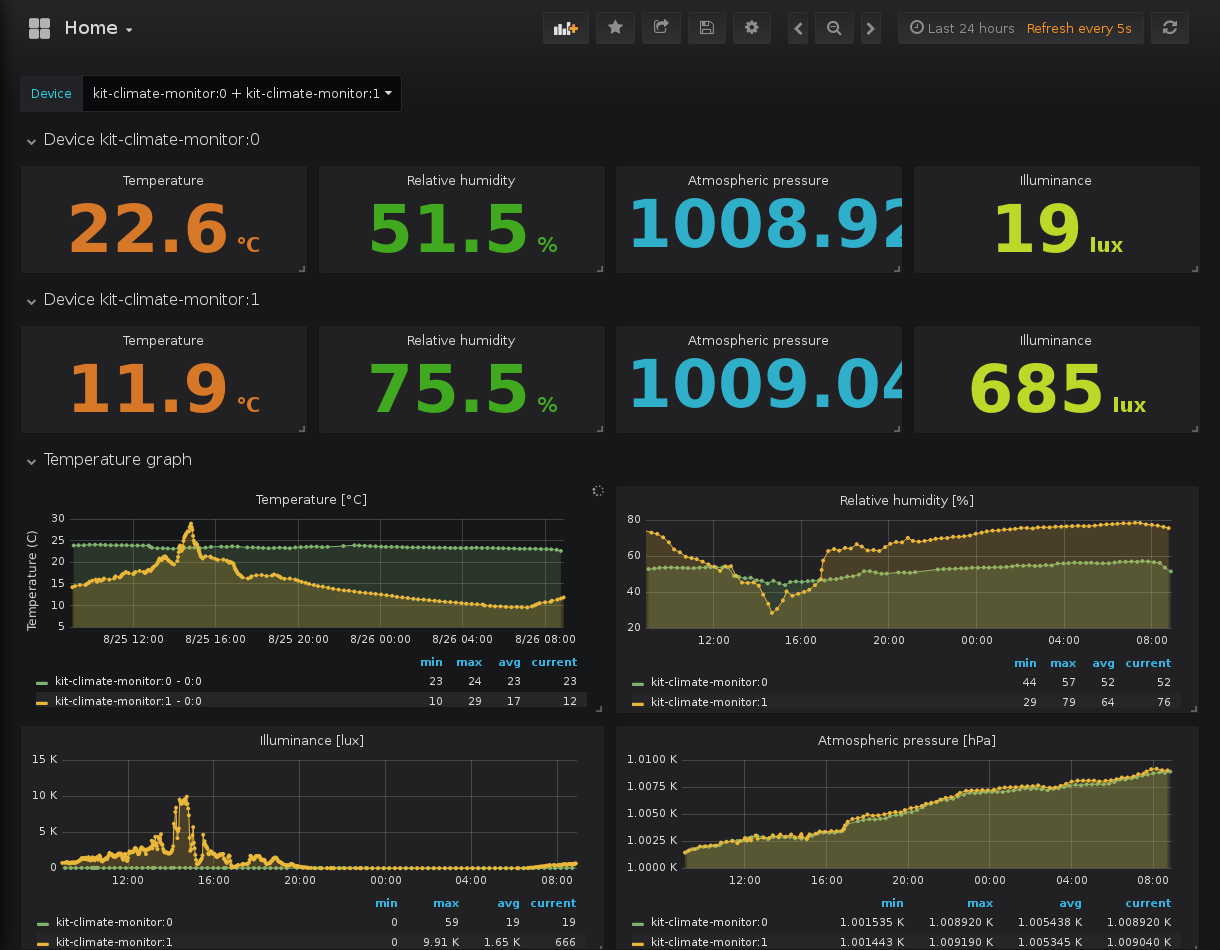 Home
Last 24 hours Refresh every 5s
Device kit-climate-monitor:0 + kit-climate-monitor:1
Device kit-climate-monitor:0
Temperature Relative humidity Atmospheric pressure Illuminance
22.6 °C 51.5 % 1008.92 19 lux
Device kit-climate-monitor:1
Temperature Relative humidity Atmospheric pressure Illuminance
11.9 °C 75.5 % 1009.04 685 lux
Temperature graph
Temperature [°C]
Temperature (C)
30
25
20
15
10
5
8/25 12:00 8/25 16:00 8/25 20:00 8/26 00:00 8/26 04:00 8/26 08:00
min max avg current
kit-climate-monitor:0 - 0:0 23 24 23 23
kit-climate-monitor:1 - 0:0 10 29 17 12
Relative humidity [%]
80
60
40
20
12:00 16:00 20:00 00:00 04:00 08:00
min max avg current
kit-climate-monitor:0 44 57 52 52
kit-climate-monitor:1 29 79 64 76
Illuminance [lux]
15 K
10 K
5 K
0
12:00 16:00 20:00 00:00 04:00 08:00
min max avg current
kit-climate-monitor:0 0 59 19 19
kit-climate-monitor:1 0 9.91 K 1.65 K 666
Atmospheric pressure [hPa]
1.0100 K
1.0075 K
1.0050 K
1.0025 K
1.0000 K
12:00 16:00 20:00 00:00 04:00 08:00
min max avg current
kit-climate-monitor:0 1.001535 K 1.008920 K 1.005438 K 1.008920 K
kit-climate-monitor:1 1.001443 K 1.009190 K 1.005345 K 1.009040 K